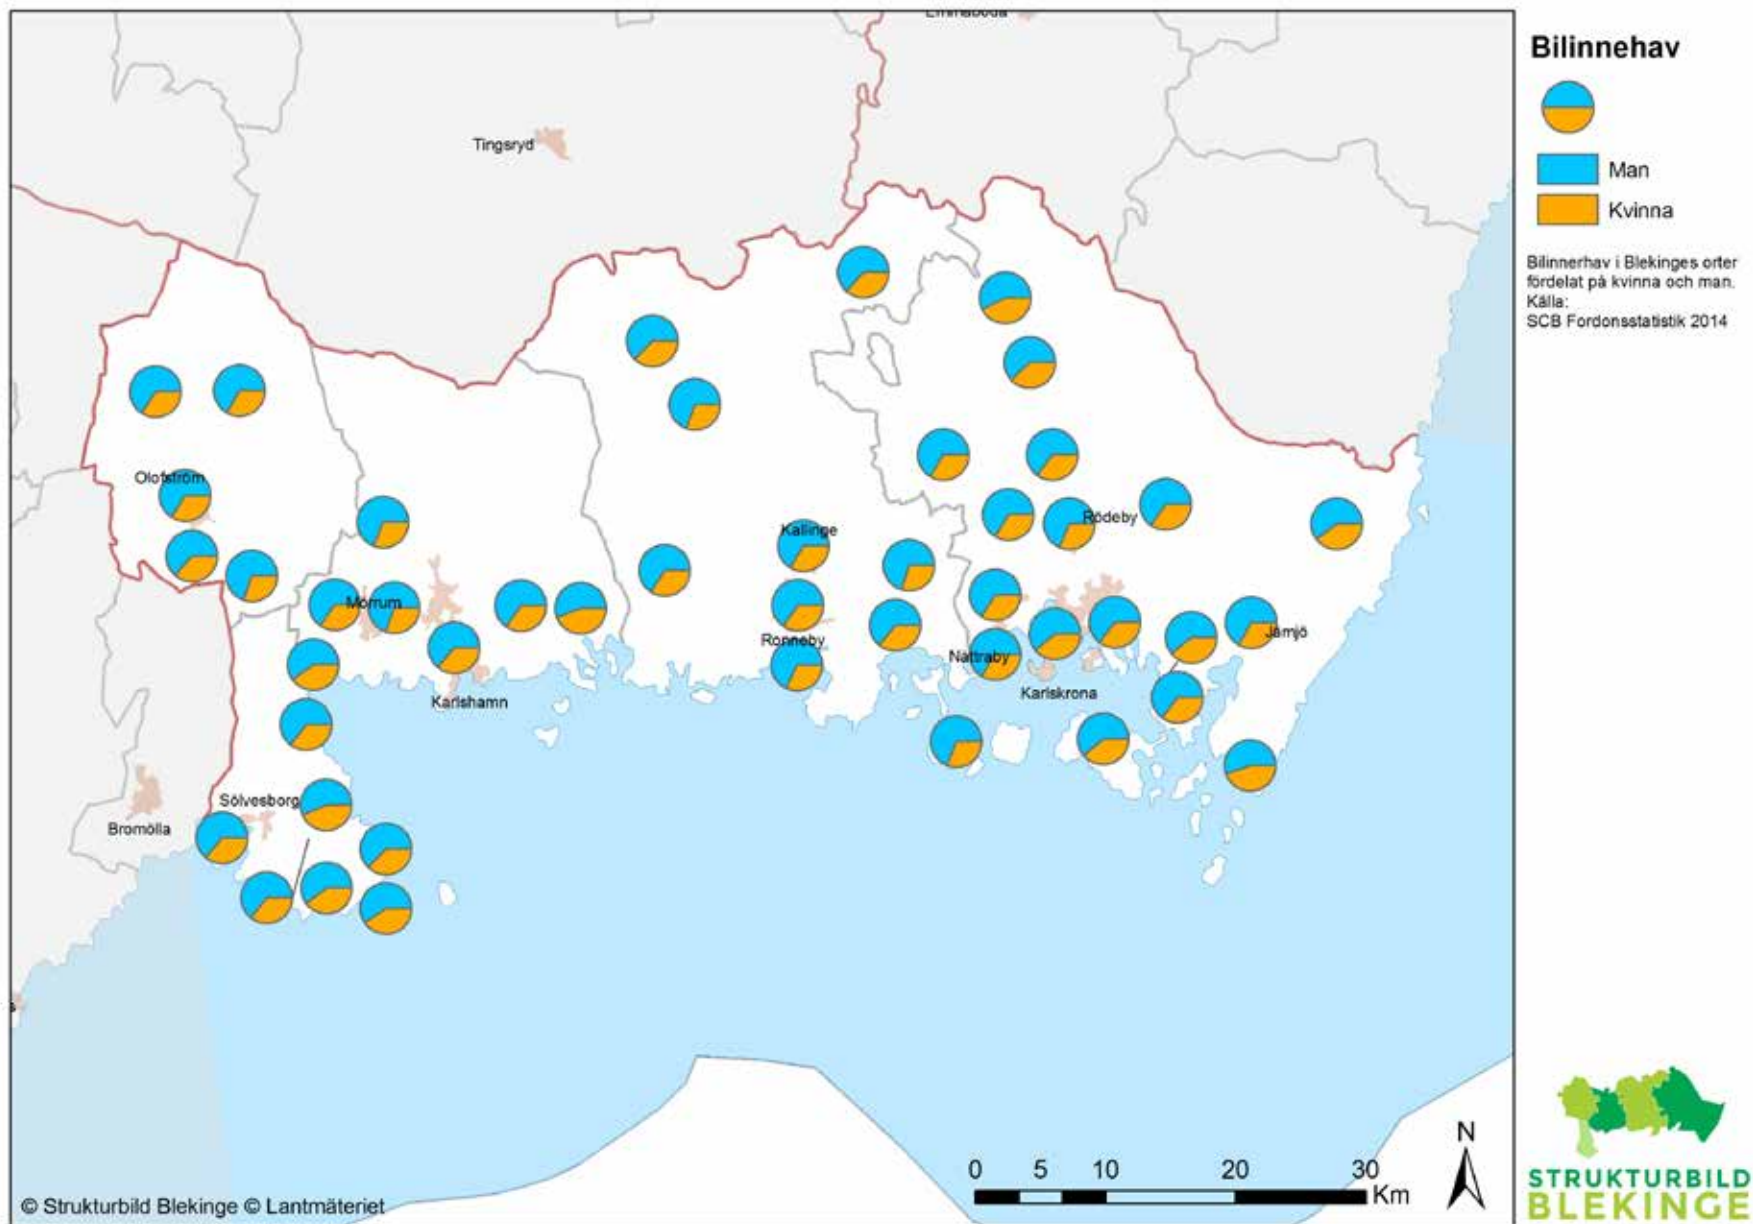 Emmaboda
Tingsryd
Olofström
Kallinge
Rödeby
Mörrum
Ronneby
Nättraby
Jämjö
Karlshamn
Karlskrona
Sölvesborg
Bromölla
© Strukturbild Blekinge © Lantmäteriet
0 5 10 20 30
Km
N
Bilinnehav
Man
Kvinna
Bilinnerhav i Blekinges orter
fördelat på kvinna och man.
Källa:
SCB Fordonsstatistik 2014
STRUKTURBILD
BLEKINGE